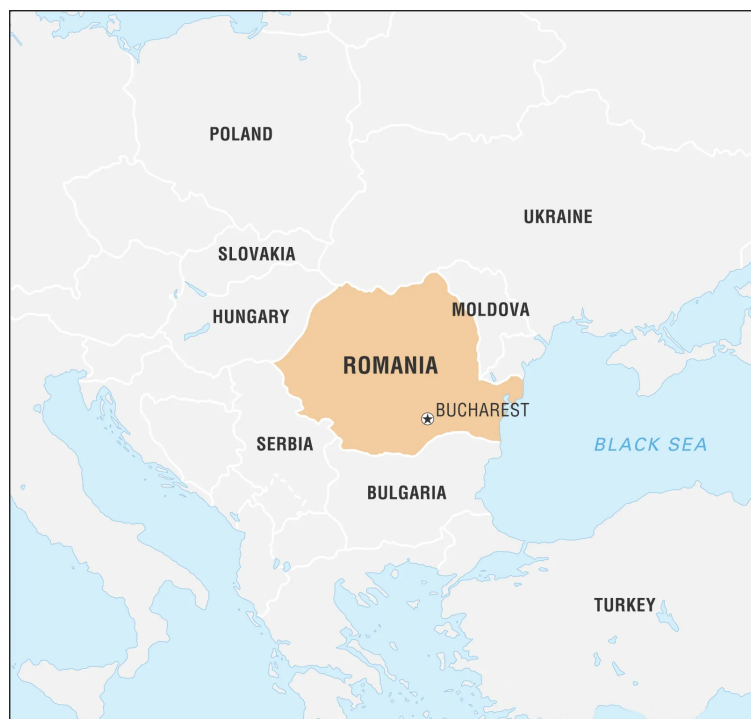 POLAND
UKRAINE
SLOVAKIA
HUNGARY
MOLDOVA
ROMANIA
BUCHAREST
SERBIA
BLACK SEA
BULGARIA
TURKEY